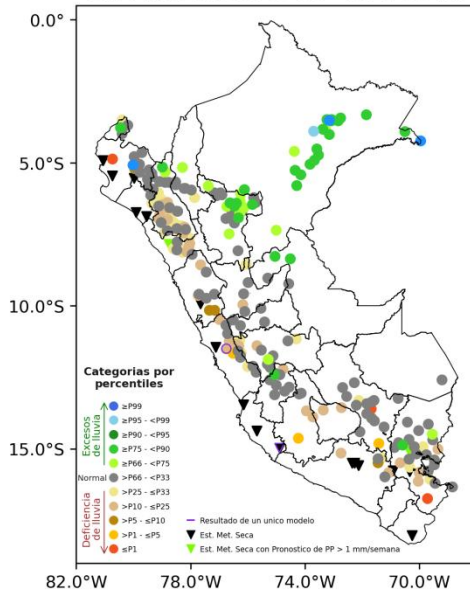 0.0°
5.0°S
10.0°S
15.0°S
82.0°W
78.0°W
74.0°W
70.0°W
Categorias por
percentiles
Excesos
de lluvia
Normal
Deficiencia
de lluvia
≥P99
≥P95 - <P99
≥P90 - <P95
≥P75 - <P90
≥P66 - <P75
>P66 - <P33
>P25 - ≤P33
>P10 - ≤P25
>P5 - ≤P10
>P1 - ≤P5
≤P1
Resultado de un unico modelo
Est. Met. Seca
Est. Met. Seca con Pronostico de PP > 1 mm/semana